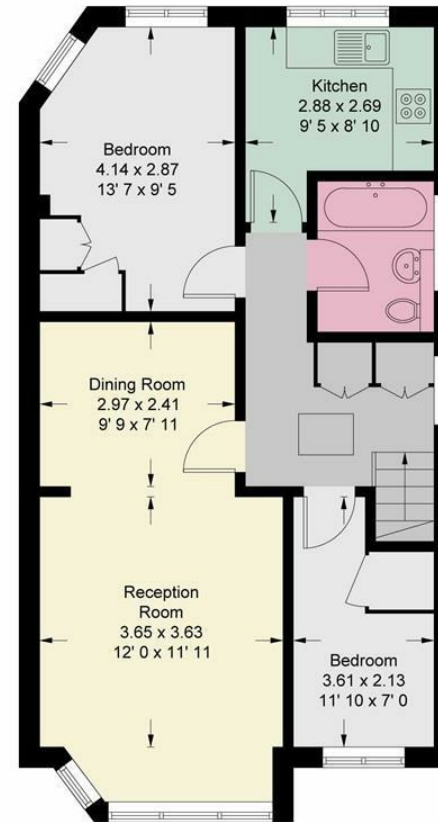 Kitchen
2.88 x 2.69
9' 5 x 8' 10
Bedroom
4.14 x 2.87
13' 7 x 9' 5
Dining Room
2.97 x 2.41
9' 9 x 7' 11
Reception
Room
3.65 x 3.63
12' 0 x 11' 11
Bedroom
3.61 x 2.13
11' 10 x 7' 0